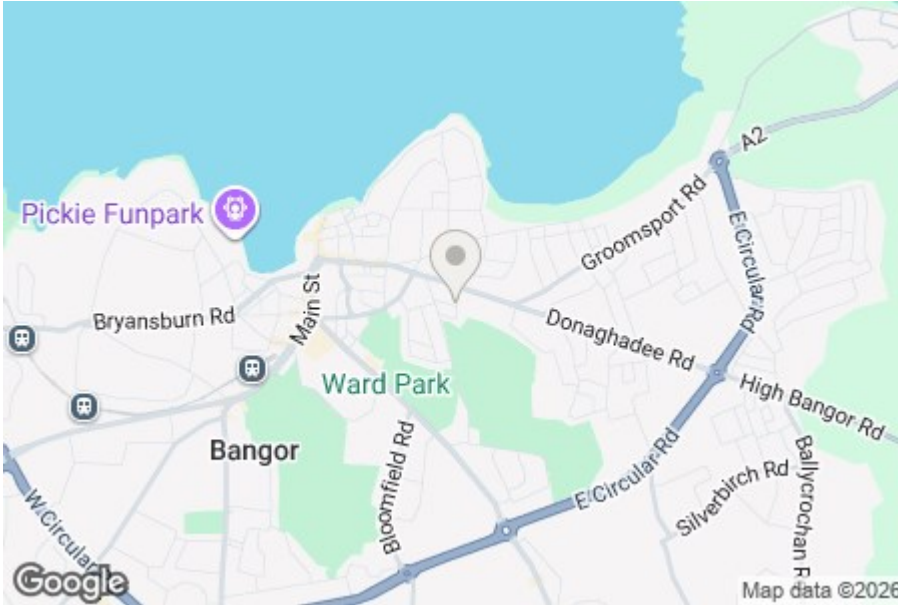 A2
Groomsport Rd
E Circular Rd
Pickie Funpark
Main St
Bryansburn Rd
Donaghadee Rd
High Bangor Rd
Ward Park
Bangor
Bloomfield Rd
E Circular Rd
Silverbirch Rd
Ballycrochan R
W Circular
Google
Map data ©2026